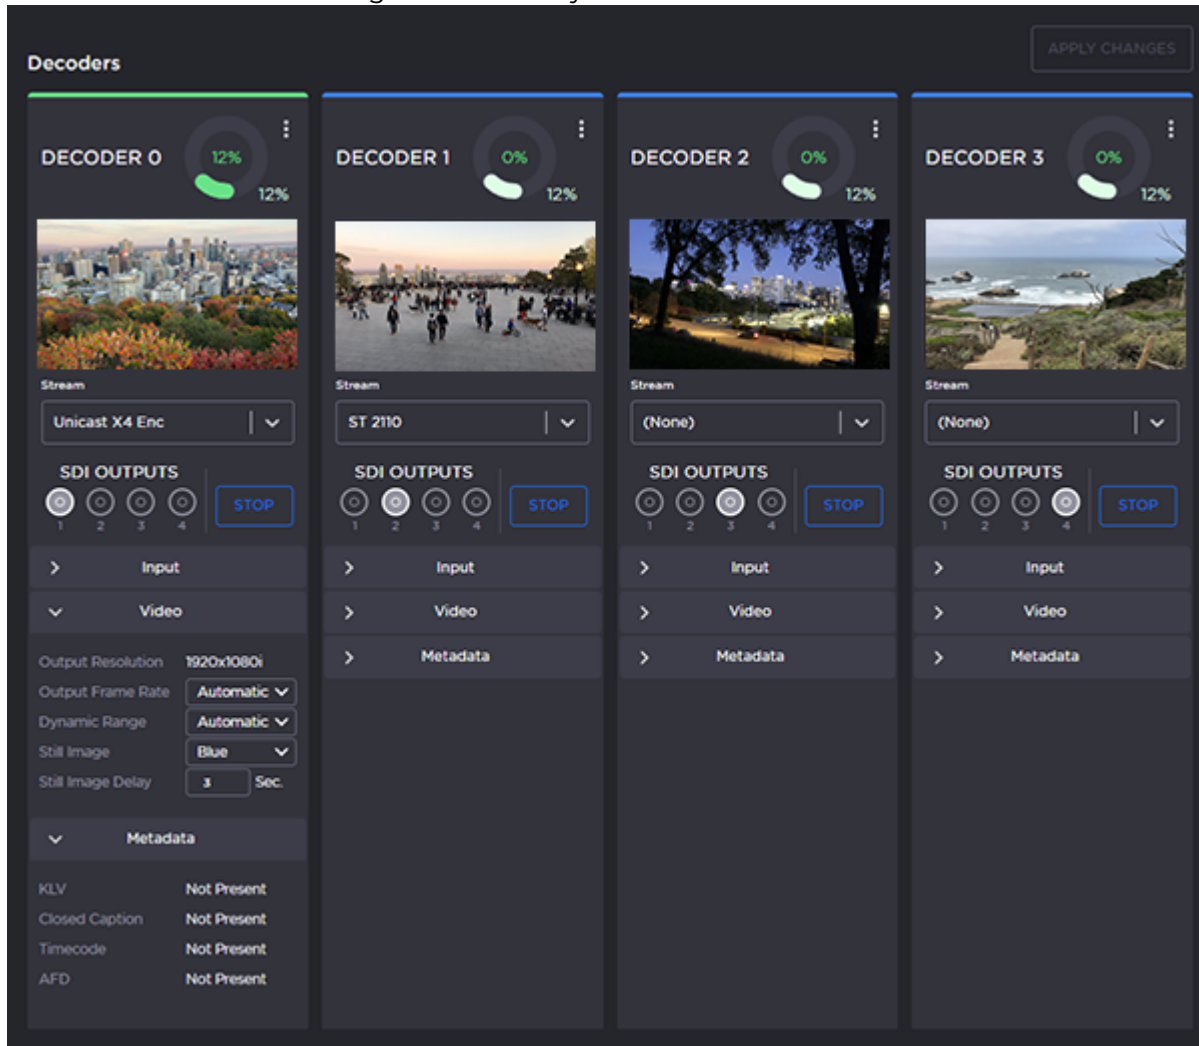 APPLY CHANGES
Decoders
DECODER 0
12%
12%
Stream
Unicast X4 Enc
SDI OUTPUTS
1 2 3 4
STOP
Input
Video
Output Resolution 1920x1080i
Output Frame Rate Automatic
Dynamic Range Automatic
Still Image Blue
Still Image Delay 3 Sec.
Metadata
KLV Not Present
Closed Caption Not Present
Timecode Not Present
AFD Not Present
DECODER 1
0%
12%
Stream
ST 2110
SDI OUTPUTS
1 2 3 4
STOP
Input
Video
Metadata
DECODER 2
0%
12%
Stream
(None)
SDI OUTPUTS
1 2 3 4
STOP
Input
Video
Metadata
DECODER 3
0%
12%
Stream
(None)
SDI OUTPUTS
1 2 3 4
STOP
Input
Video
Metadata